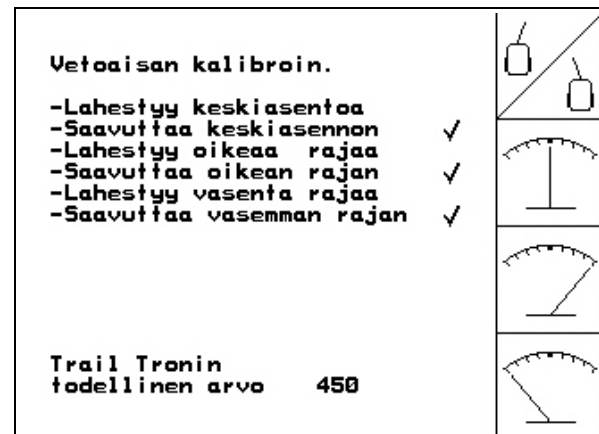 Vetoaisan kalibroin.
-Lahestyy keskiasentoa
-Saavuttaa keskiasennon ✓
-Lahestyy oikeaa rajaa
-Saavuttaa oikean rajan ✓
-Lahestyy vasenta rajaa
-Saavuttaa vasemman rajan ✓
Trail Tronin
todellinen arvo 450